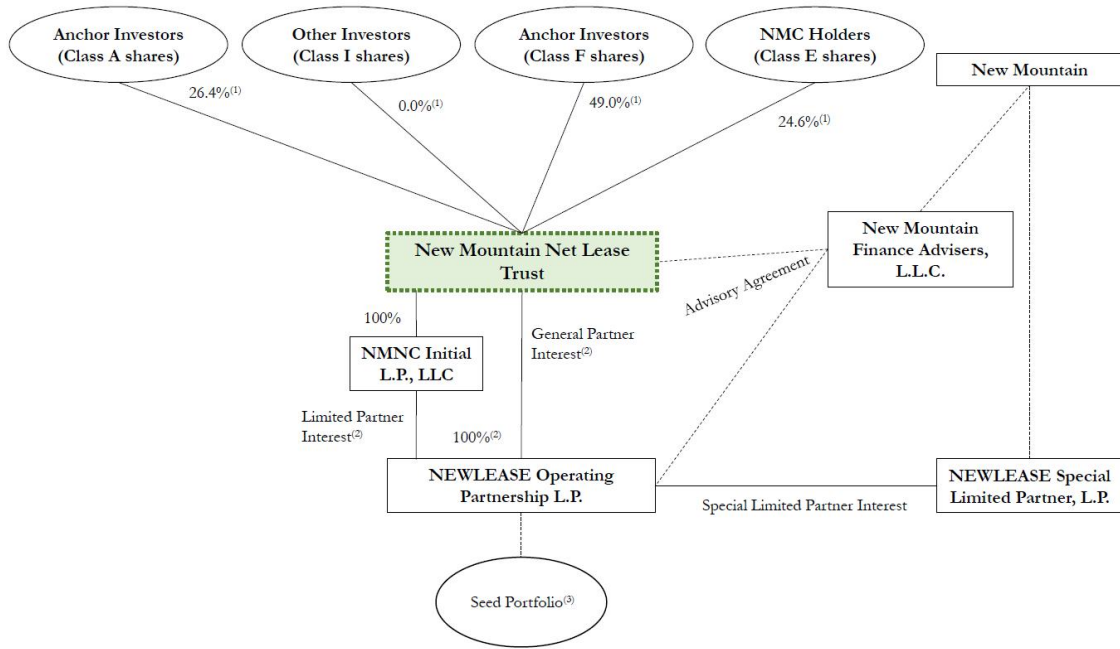 Anchor Investors
(Class A shares)
Other Investors
(Class I shares)
Anchor Investors
(Class F shares)
NMC Holders
(Class E shares)
New Mountain
26.4%(1)
0.0%(1)
49.0%(1)
24.6%(1)
New Mountain Net Lease
Trust
New Mountain
Finance Advisers,
L.L.C.
Advisory Agreement
100%
General Partner
Interest(2)
NMNC Initial
L.P., LLC
Limited Partner
Interest(2)
100%(2)
NEWLEASE Operating
Partnership L.P.
Special Limited Partner Interest
NEWLEASE Special
Limited Partner, L.P.
Seed Portfolio(3)